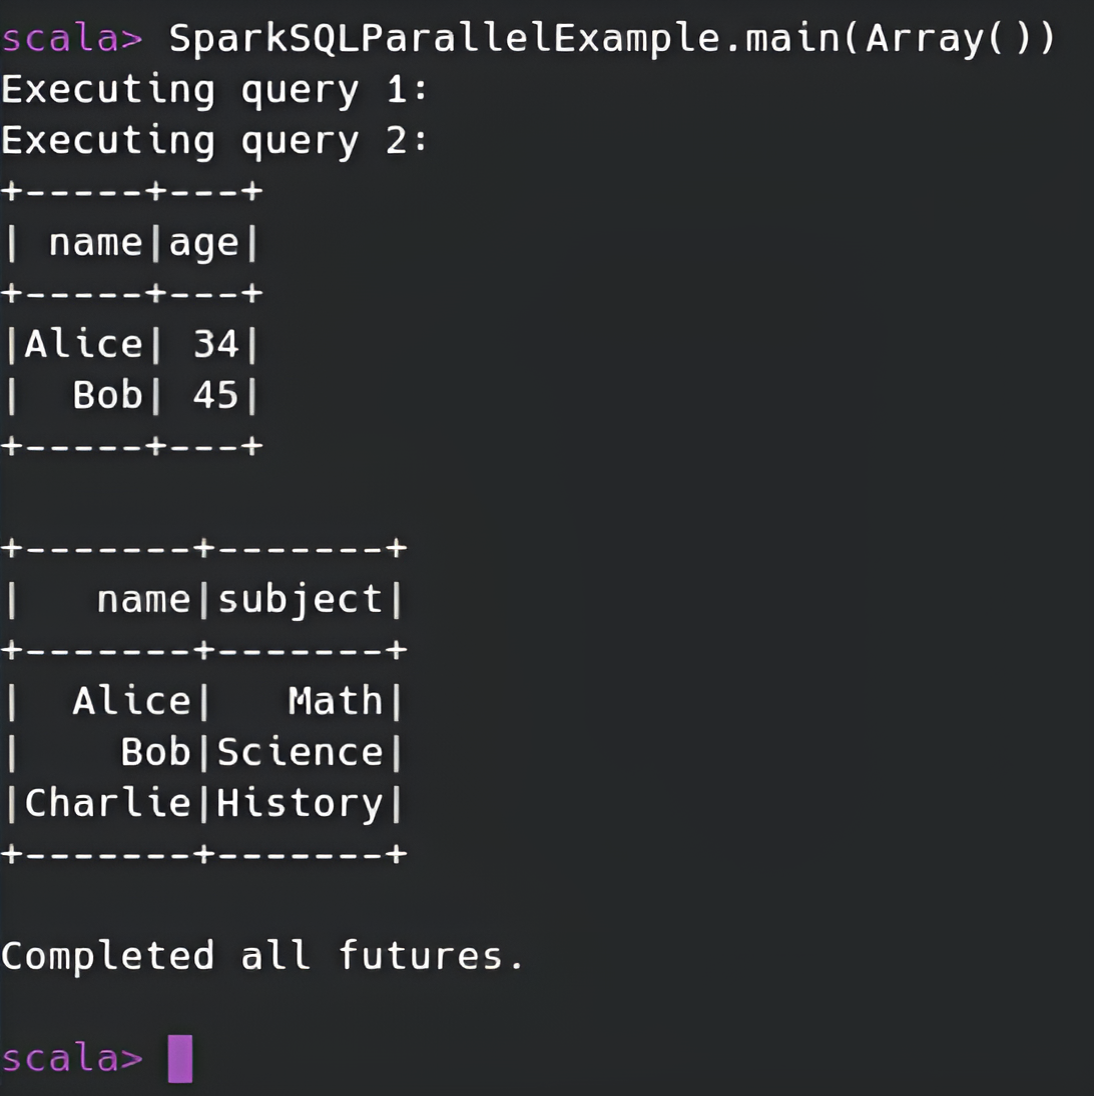 scala> SparkSQLParallelExample.main(Array())
Executing query 1:
Executing query 2:
+-----+---+
| name|age|
+-----+---+
|Alice| 34|
|  Bob| 45|
+-----+---+

+-------+-------+
|   name|subject|
+-------+-------+
|  Alice|   Math|
|    Bob|Science|
|Charlie|History|
+-------+-------+

Completed all futures.

scala>